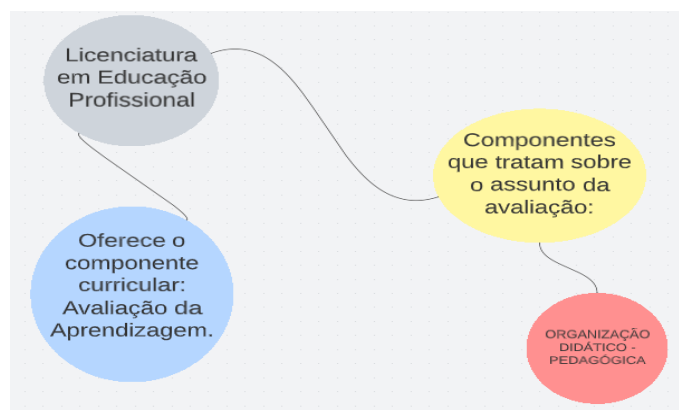 Licenciatura
em Educação
Profissional
Componentes
que tratam sobre
o assunto da
avaliação:
Oferece o
componente
curricular:
Avaliação da
Aprendizagem.
ORGANIZAÇÃO
DIDÁTICO -
PEDAGÓGICA